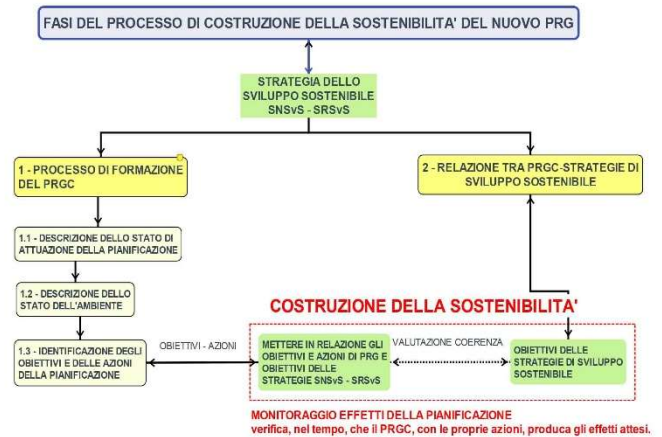 FASI DEL PROCESSO DI COSTRUZIONE DELLA SOSTENIBILITA' DEL NUOVO PRG
STRATEGIA DELLO
SVILUPPO SOSTENIBILE
SNSvS - SRSvS
1 - PROCESSO DI FORMAZIONE
DEL PRGC
2 - RELAZIONE TRA PRGC-STRATEGIE DI
SVILUPPO SOSTENIBILE
1.1 - DESCRIZIONE DELLO STATO DI
ATTUAZIONE DELLA PIANIFICAZIONE
1.2 - DESCRIZIONE DELLO
STATO DELL'AMBIENTE
1.3 - IDENTIFICAZIONE DEGLI
OBIETTIVI E DELLE AZIONI
DELLA PIANIFICAZIONE
OBIETTIVI - AZIONI
COSTRUZIONE DELLA SOSTENIBILITA'
METTERE IN RELAZIONE GLI
OBIETTIVI E AZIONI DI PRG E
OBIETTIVI DELLE
STRATEGIE SNSvS - SRSvS
VALUTAZIONE COERENZA
OBIETTIVI DELLE
STRATEGIE DI SVILUPPO
SOSTENIBILE
MONITORAGGIO EFFETTI DELLA PIANIFICAZIONE
verifica, nel tempo, che il PRGC, con le proprie azioni, produca gli effetti attesi.